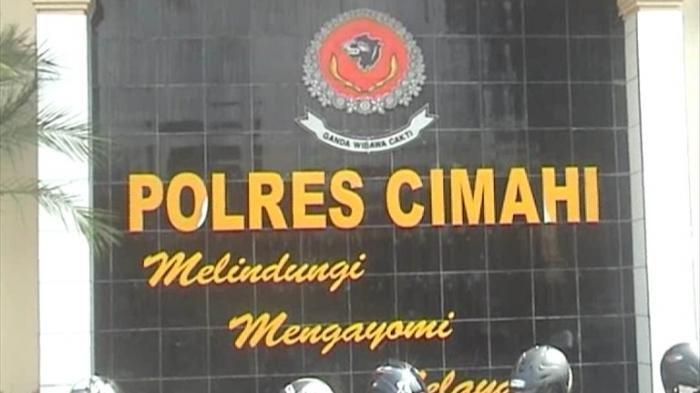 GANDA WIBAWA CAKTI
POLRES CIMAHI
Melindungi
Mengayomi